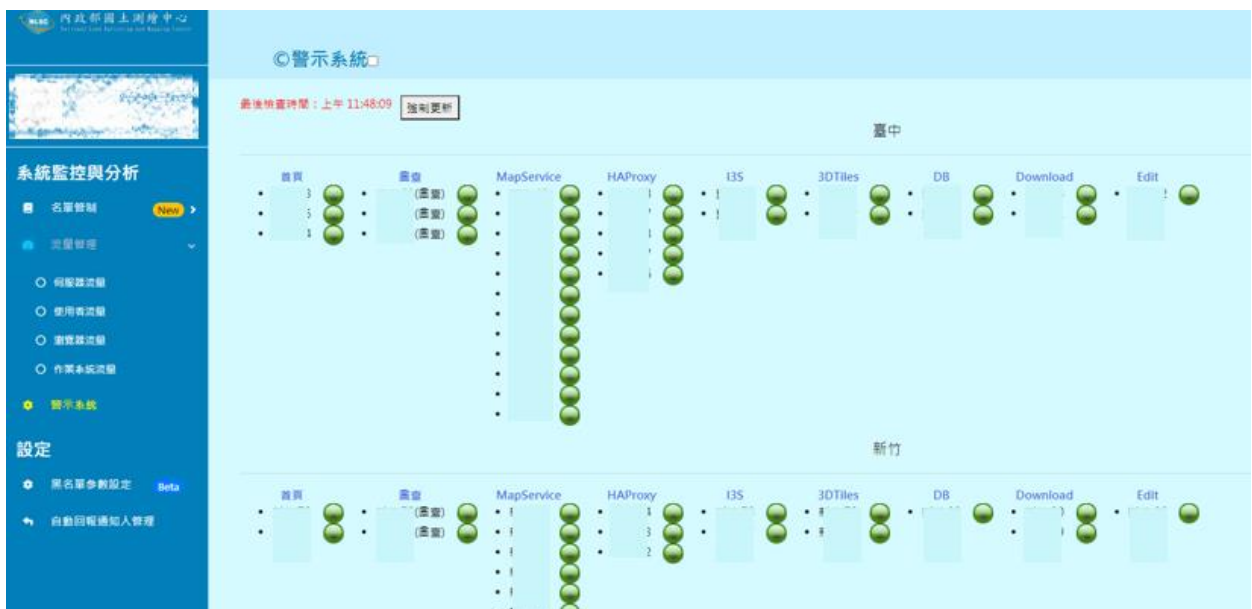 內政部國土測繪中心
©警示系統
最後檢查時間：上午 11:48:09 強制更新
臺中
系統監控與分析
名單管制 New
流量管理
伺服器流量
使用者流量
瀏覽器流量
作業系統流量
警示系統
設定
黑名單參數設定 Beta
自動回報通知人管理
首頁 圖查 MapService HAProxy I3S 3DTiles DB Download Edit
(圖查)
(圖查)
(圖查)
新竹
首頁 圖查 MapService HAProxy I3S 3DTiles DB Download Edit
(圖查)
(圖查)